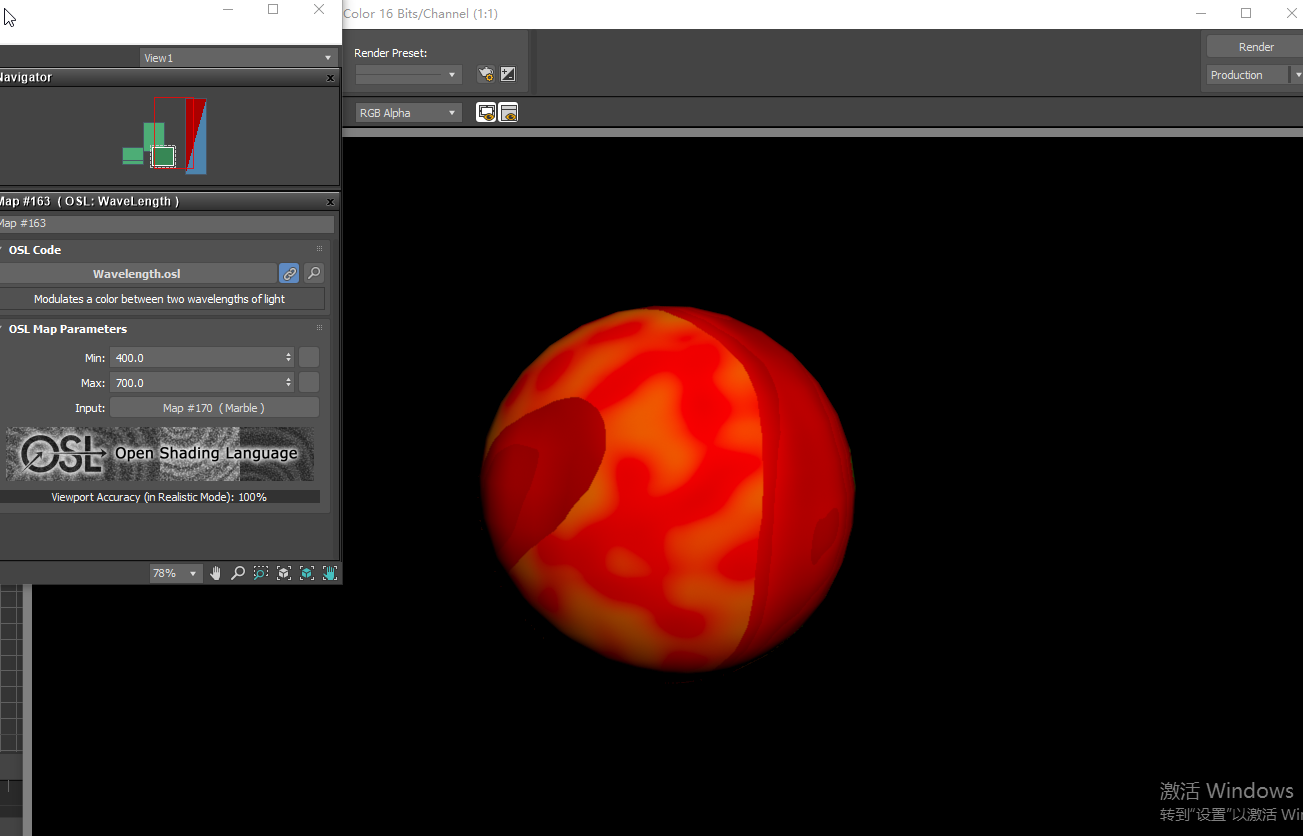 Color 16 Bits/Channel (1:1)
View1
Render Preset:
Render
Production
Navigator
RGB Alpha
Map #163 ( OSL: WaveLength )
Map #163
OSL Code
Wavelength.osl
Modulates a color between two wavelengths of light
OSL Map Parameters
Min: 400.0
Max: 700.0
Input: Map #170 ( Marble )
OSL Open Shading Language
Viewport Accuracy (in Realistic Mode): 100%
78%
激活 Windows
转到"设置"以激活 Wi